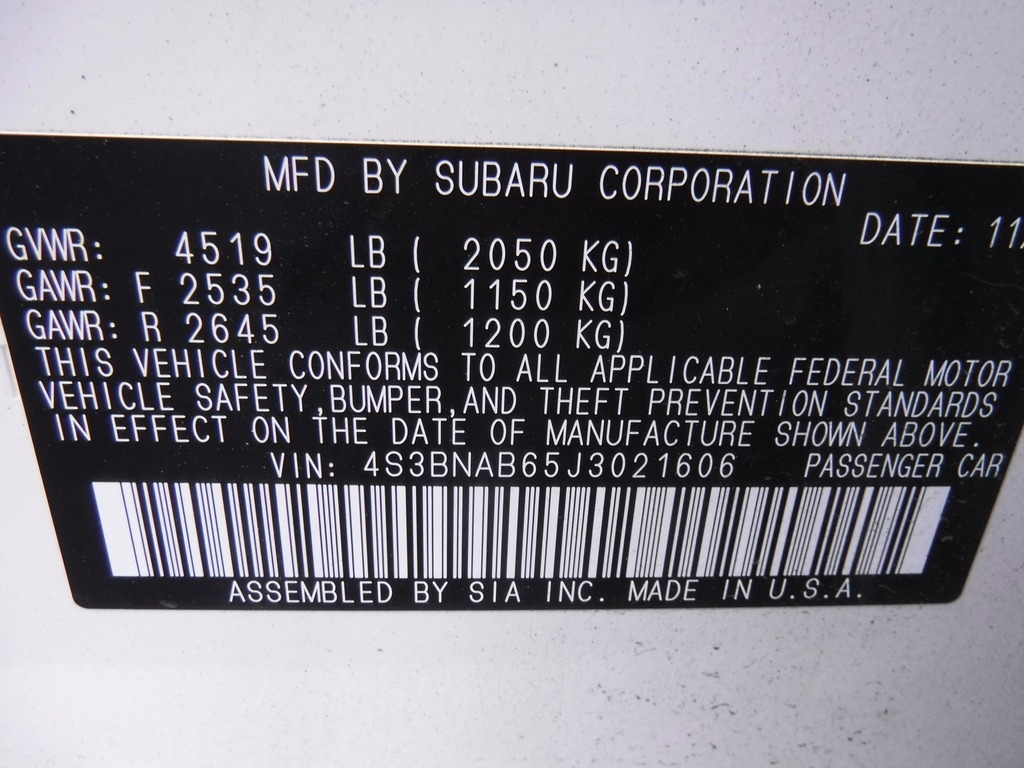 MFD BY SUBARU CORPORATION
DATE: 11/
GVWR: 4519 LB ( 2050 KG)
GAWR: F 2535 LB ( 1150 KG)
GAWR: R 2645 LB ( 1200 KG)
THIS VEHICLE CONFORMS TO ALL APPLICABLE FEDERAL MOTOR
VEHICLE SAFETY,BUMPER,AND THEFT PREVENTION STANDARDS
IN EFFECT ON THE DATE OF MANUFACTURE SHOWN ABOVE.
VIN: 4S3BNAB65J3021606 PASSENGER CAR
ASSEMBLED BY SIA INC. MADE IN U.S.A.